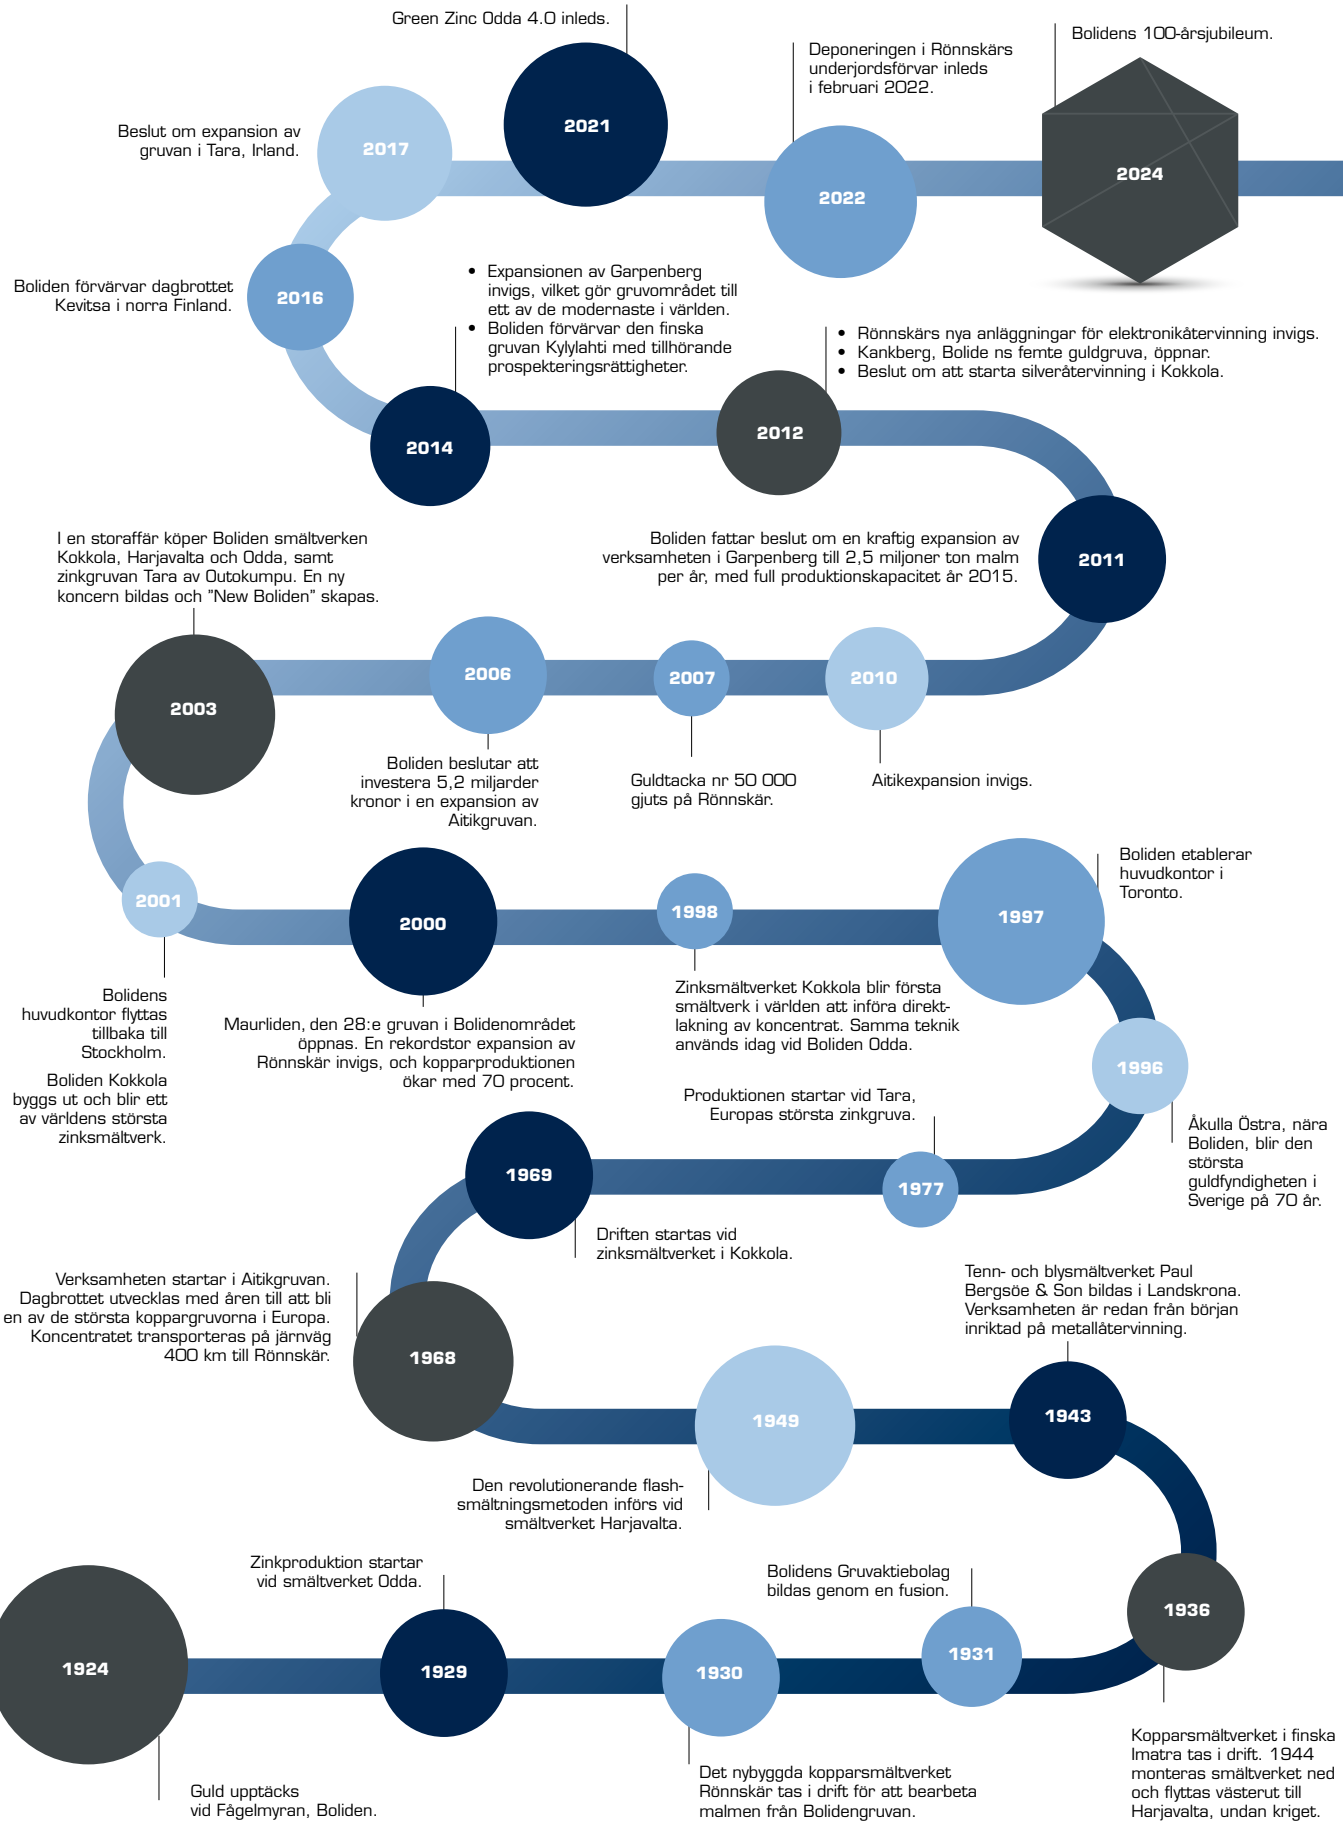 Green Zinc Odda 4.0 inleds.
2021
Deponeringen i Rönnskärs
underjordsförvar inleds
i februari 2022.
2022
Bolidens 100-årsjubileum.
2024
Beslut om expansion av
gruvan i Tara, Irland.
2017
Boliden förvärvar dagbrottet
Kevitsa i norra Finland.
2016
• Expansionen av Garpenberg
invigs, vilket gör gruvområdet till
ett av de modernaste i världen.
• Boliden förvärvar den finska
gruvan Kylylahti med tillhörande
prospekteringsrättigheter.
2014
• Rönnskärs nya anläggningar för elektronikåtervinning invigs.
• Kankberg, Bolide ns femte guldgruva, öppnar.
• Beslut om att starta silveråtervinning i Kokkola.
2012
Boliden fattar beslut om en kraftig expansion av
verksamheten i Garpenberg till 2,5 miljoner ton malm
per år, med full produktionskapacitet år 2015.
2011
I en storaffär köper Boliden smältverken
Kokkola, Harjavalta och Odda, samt
zinkgruvan Tara av Outokumpu. En ny
koncern bildas och ”New Boliden” skapas.
2003
2006
Boliden beslutar att
investera 5,2 miljarder
kronor i en expansion av
Aitikgruvan.
2007
Guldtacka nr 50 000
gjuts på Rönnskär.
2010
Aitikexpansion invigs.
2001
Bolidens
huvudkontor flyttas
tillbaka till
Stockholm.
Boliden Kokkola
byggs ut och blir ett
av världens största
zinksmältverk.
2000
Maurliden, den 28:e gruvan i Bolidenområdet
öppnas. En rekordstor expansion av
Rönnskär invigs, och kopparproduktionen
ökar med 70 procent.
1998
Zinksmältverket Kokkola blir första
smältverk i världen att införa direkt-
lakning av koncentrat. Samma teknik
används idag vid Boliden Odda.
1997
Boliden etablerar
huvudkontor i
Toronto.
1996
Åkulla Östra, nära
Boliden, blir den
största
guldfyndigheten i
Sverige på 70 år.
Produktionen startar vid Tara,
Europas största zinkgruva.
1977
1969
Driften startas vid
zinksmältverket i Kokkola.
Verksamheten startar i Aitikgruvan.
Dagbrottet utvecklas med åren till att bli
en av de största koppargruvorna i Europa.
Koncentratet transporteras på järnväg
400 km till Rönnskär.
1968
1949
Den revolutionerande flash-
smältningsmetoden införs vid
smältverket Harjavalta.
Tenn- och blysmältverket Paul
Bergsöe & Son bildas i Landskrona.
Verksamheten är redan från början
inriktad på metallåtervinning.
1943
1936
Kopparsmältverket i finska
Imatra tas i drift. 1944
monteras smältverket ned
och flyttas västerut till
Harjavalta, undan kriget.
Bolidens Gruvaktiebolag
bildas genom en fusion.
1931
1930
Det nybyggda kopparsmältverket
Rönnskär tas i drift för att bearbeta
malmen från Bolidengruvan.
Zinkproduktion startar
vid smältverket Odda.
1929
1924
Guld upptäcks
vid Fågelmyran, Boliden.